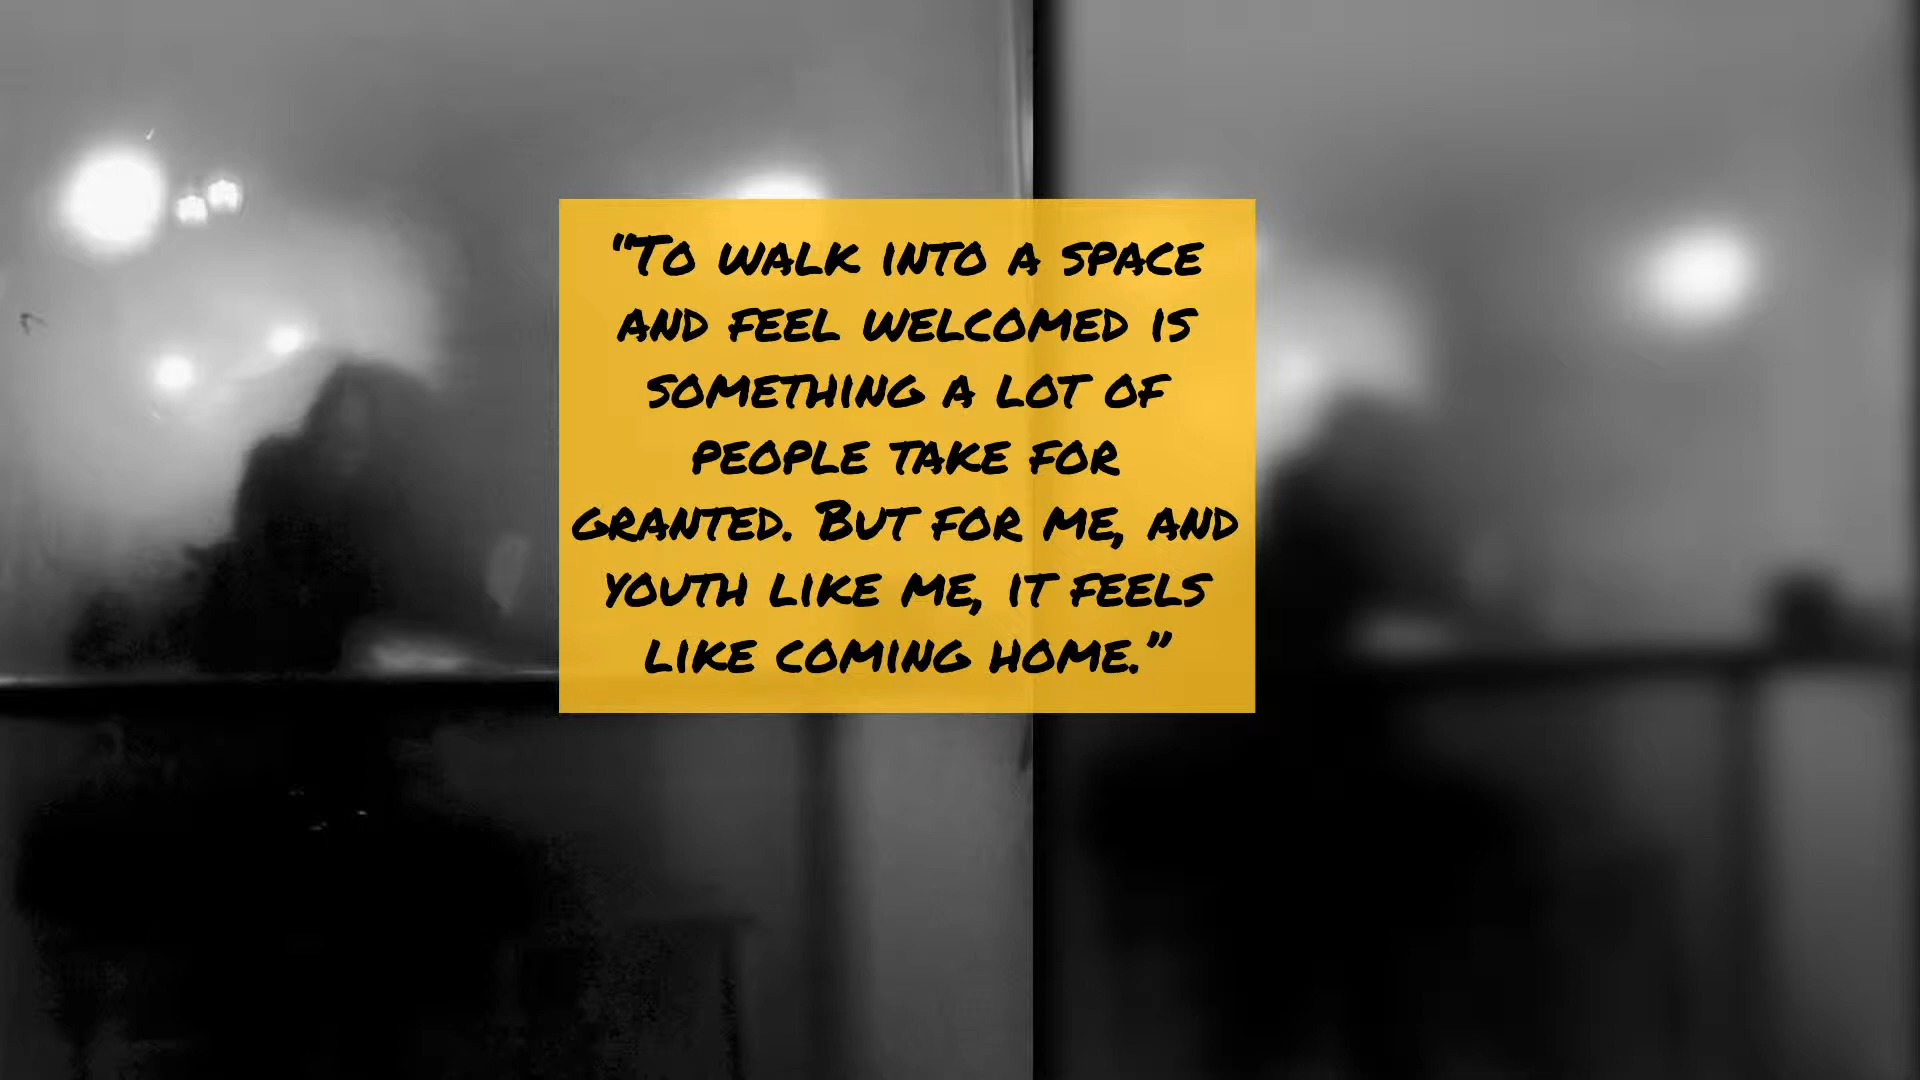 “To walk into a space
and feel welcomed is
something a lot of
people take for
granted. But for me, and
youth like me, it feels
like coming home.”